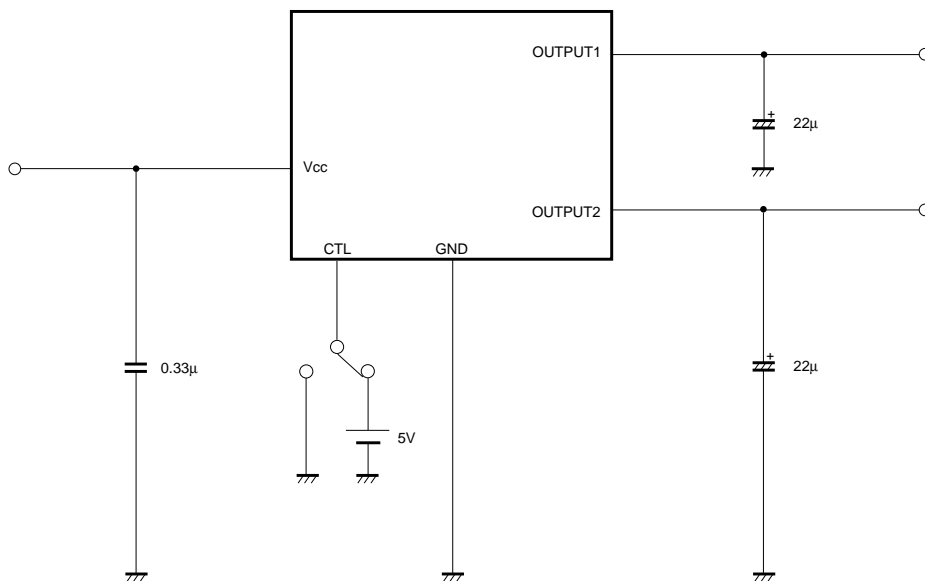 OUTPUT1
+
22μ
Vcc
OUTPUT2
CTL
GND
+
22μ
0.33μ
5V